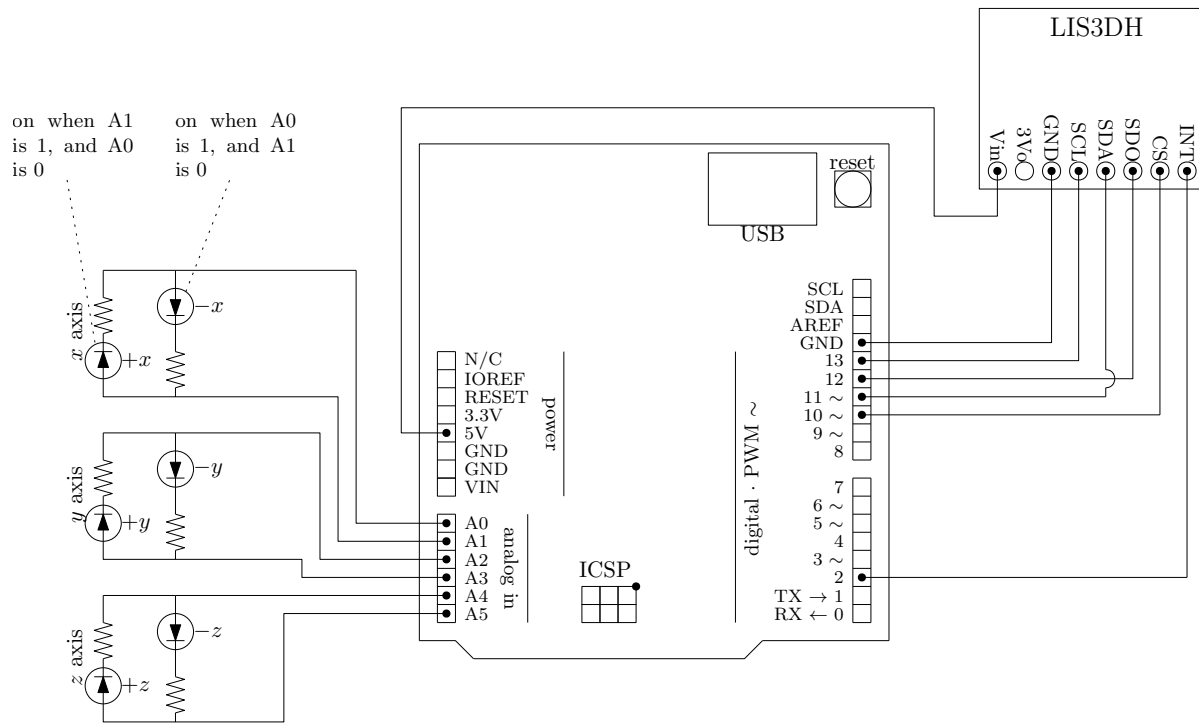 LIS3DH
Vin
3Vo
GND
SCL
SDA
SDO
CS
INT
on when A1
is 1, and A0
is 0
on when A0
is 1, and A1
is 0
reset
USB
x axis
−x
+x
y axis
−y
+y
z axis
−z
+z
N/C
IOREF
RESET
3.3V
5V
GND
GND
VIN
power
A0
A1
A2
A3
A4
A5
analog in
ICSP
digital · PWM ~
SCL
SDA
AREF
GND
13
12
11 ~
10 ~
9 ~
8
7
6 ~
5 ~
4
3 ~
2
TX → 1
RX ← 0